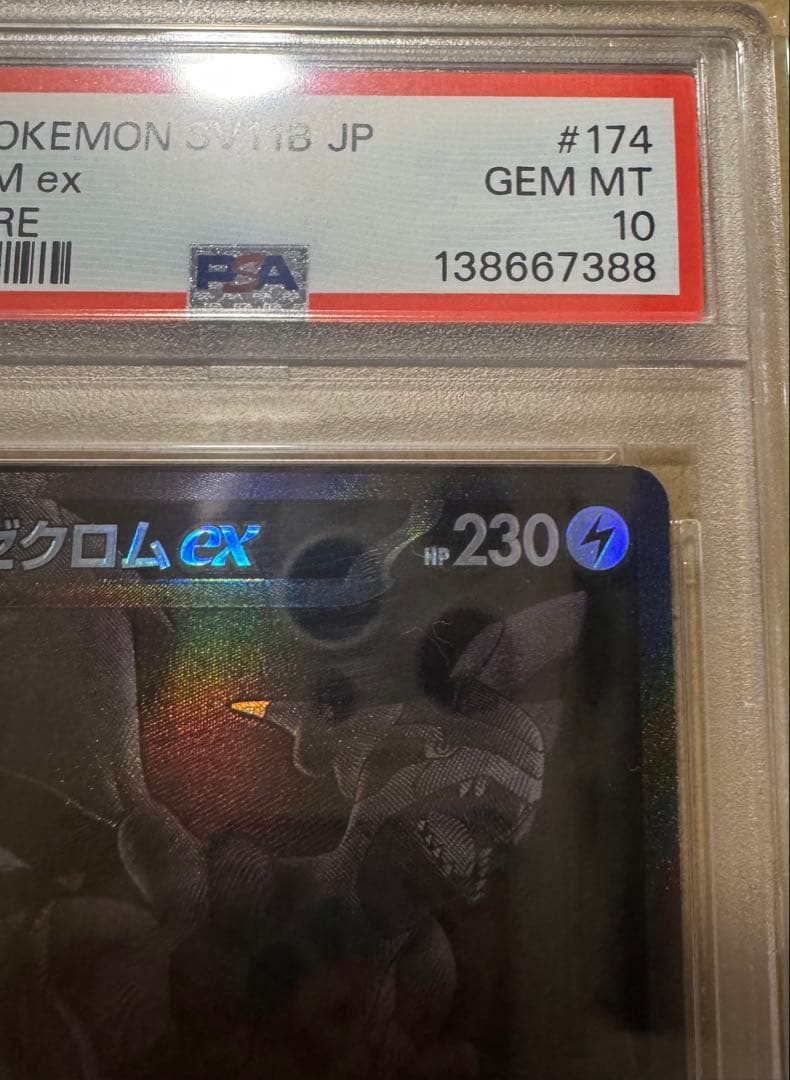 OKEMON SV11B JP
#174
M ex
GEM MT
RE
10
PSA
138667388
ゼクロムex
HP230